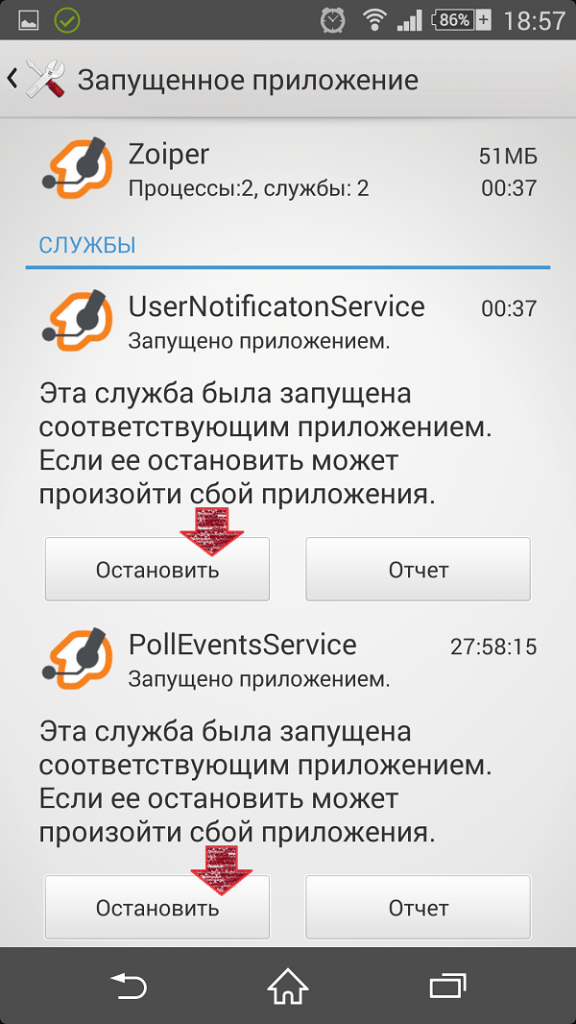 86% 18:57
Запущенное приложение
Zoiper 51МБ
Процессы:2, службы: 2 00:37
СЛУЖБЫ
UserNotificatonService 00:37
Запущено приложением.
Эта служба была запущена
соответствующим приложением.
Если ее остановить может
произойти сбой приложения.
Остановить Отчет
PollEventsService 27:58:15
Запущено приложением.
Эта служба была запущена
соответствующим приложением.
Если ее остановить может
произойти сбой приложения.
Остановить Отчет